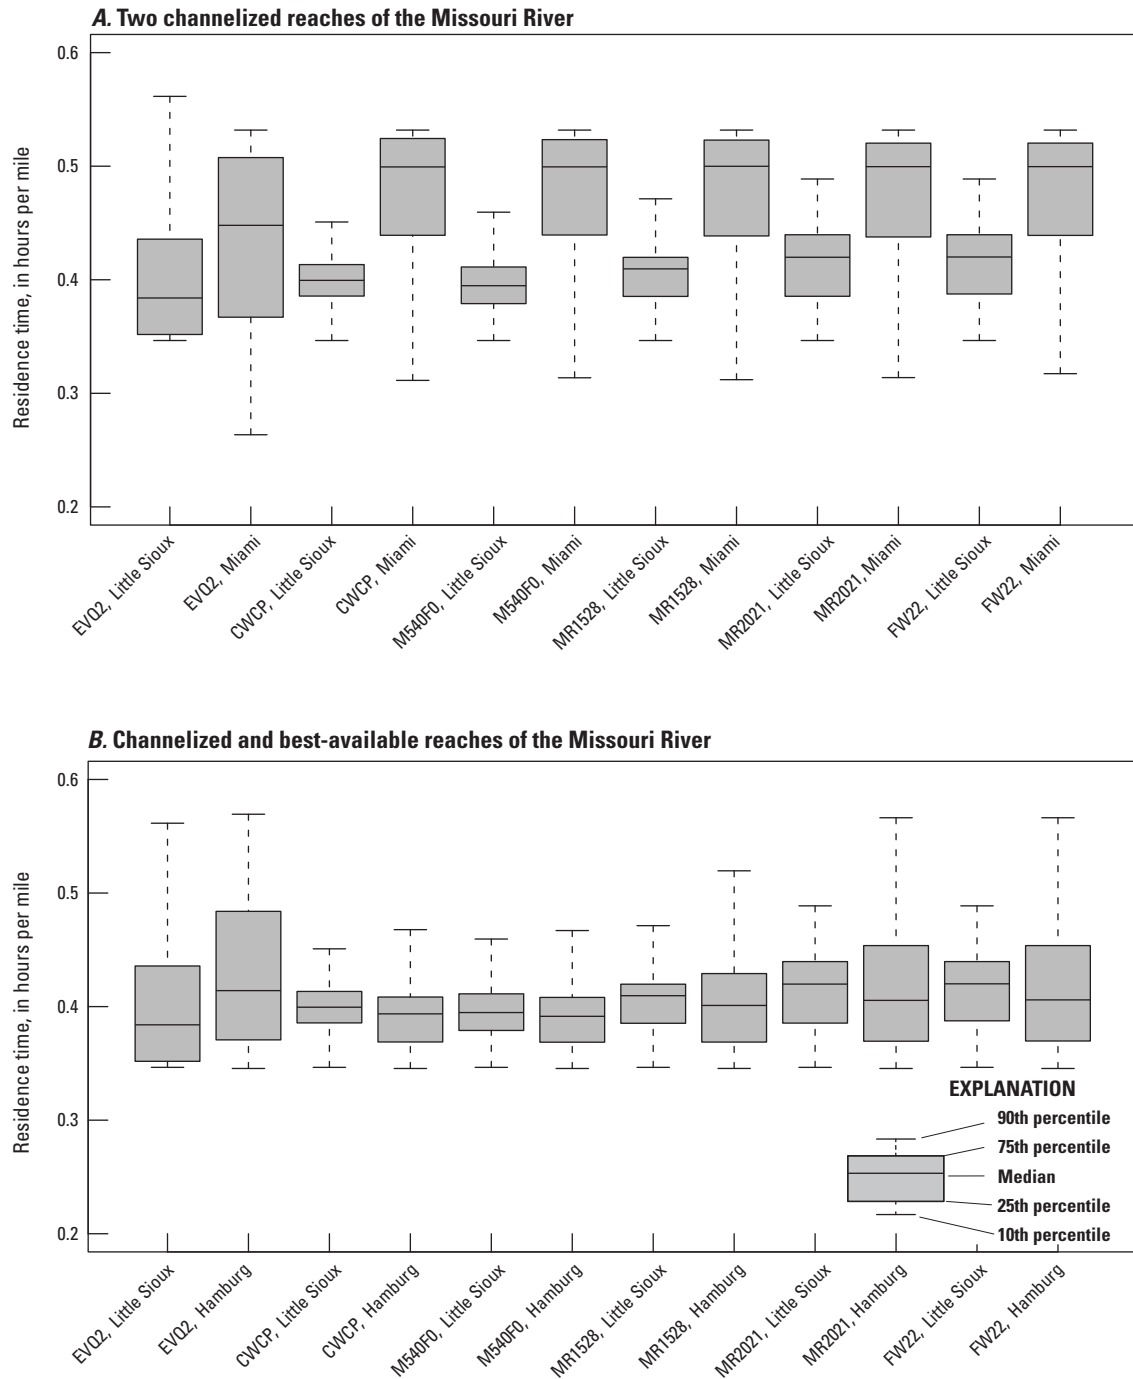 A. Two channelized reaches of the Missouri River
Residence time, in hours per mile
0.6
0.5
0.4
0.3
0.2
EVQ2, Little Sioux
EVQ2, Miami
CWCP, Little Sioux
CWCP, Miami
M540F0, Little Sioux
M540F0, Miami
MR1528, Little Sioux
MR1528, Miami
MR2021, Little Sioux
MR2021, Miami
FW22, Little Sioux
FW22, Miami
B. Channelized and best-available reaches of the Missouri River
Residence time, in hours per mile
0.6
0.5
0.4
0.3
0.2
EXPLANATION
90th percentile
75th percentile
Median
25th percentile
10th percentile
EVQ2, Little Sioux
EVQ2, Hamburg
CWCP, Little Sioux
CWCP, Hamburg
M540F0, Little Sioux
M540F0, Hamburg
MR1528, Little Sioux
MR1528, Hamburg
MR2021, Little Sioux
MR2021, Hamburg
FW22, Little Sioux
FW22, Hamburg